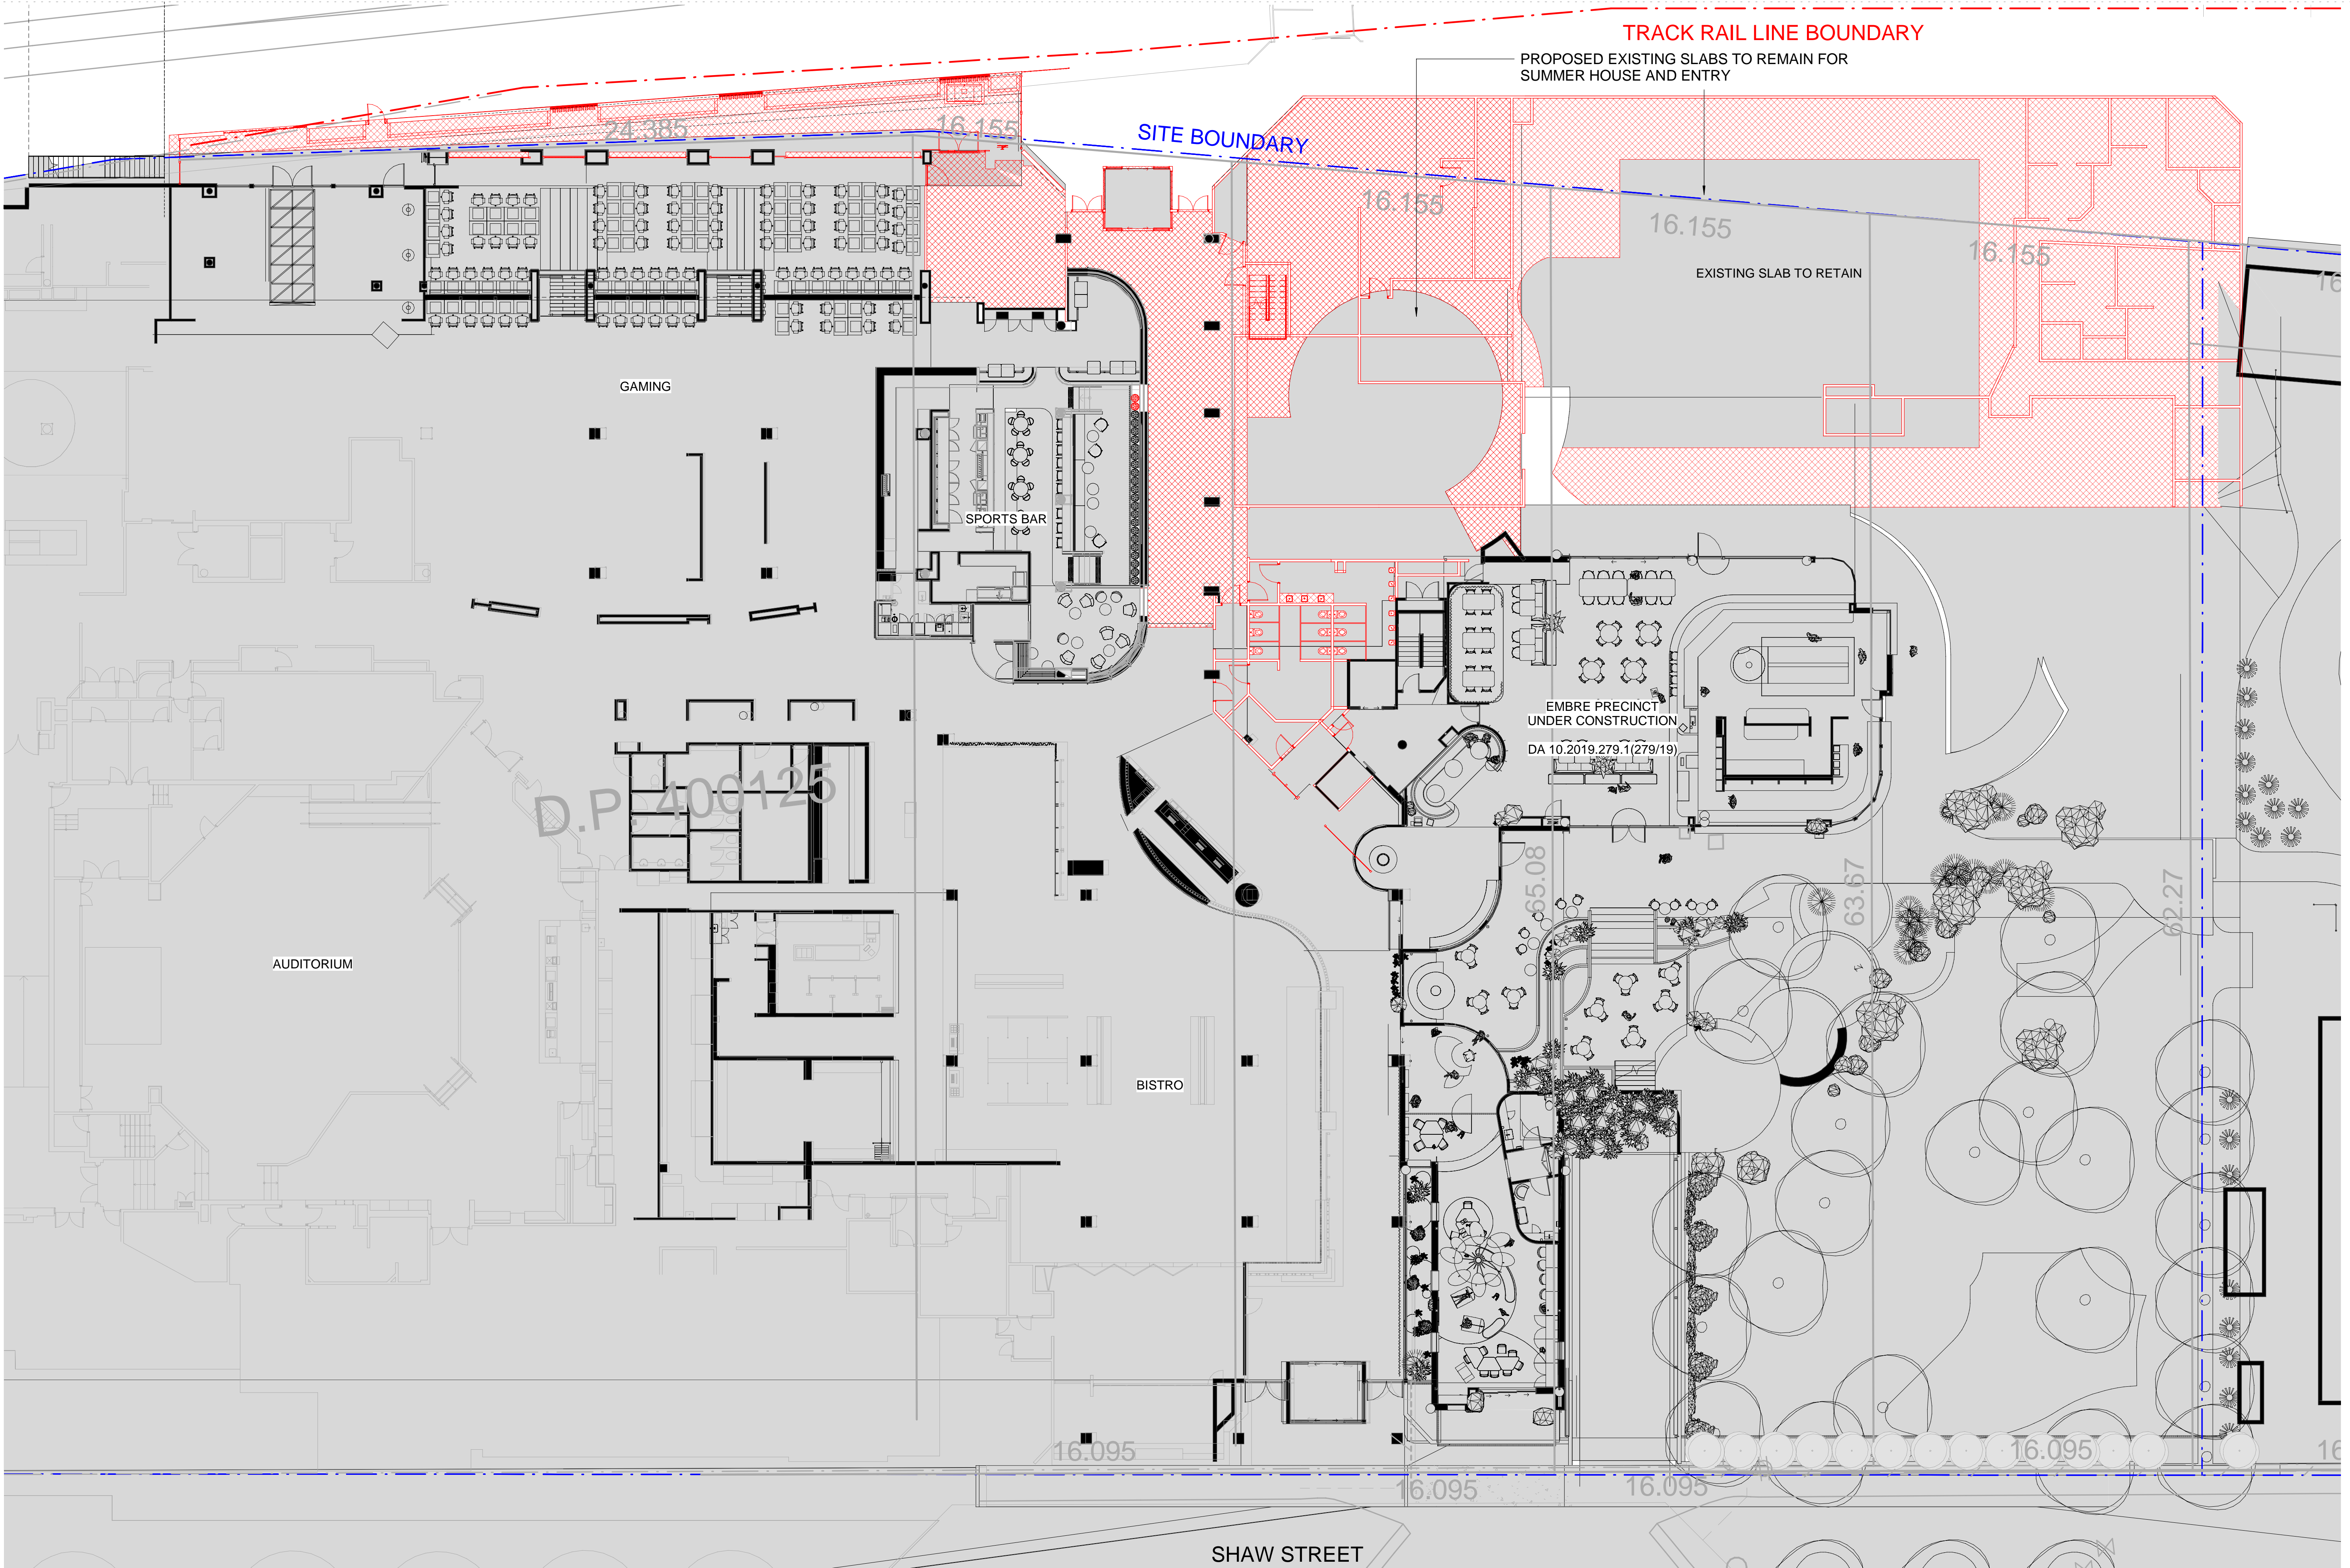 TRACK RAIL LINE BOUNDARY
PROPOSED EXISTING SLABS TO REMAIN FOR
SUMMER HOUSE AND ENTRY
24.385
16.155
SITE BOUNDARY
16.155
16.155
16.155
EXISTING SLAB TO RETAIN
16
GAMING
SPORTS BAR
EMBRE PRECINCT
UNDER CONSTRUCTION
DA 10.2019.279.1(279/19)
D.P. 400125
65.08
63.67
62.27
AUDITORIUM
BISTRO
16.095
16.095
16
16.095
16.095
SHAW STREET